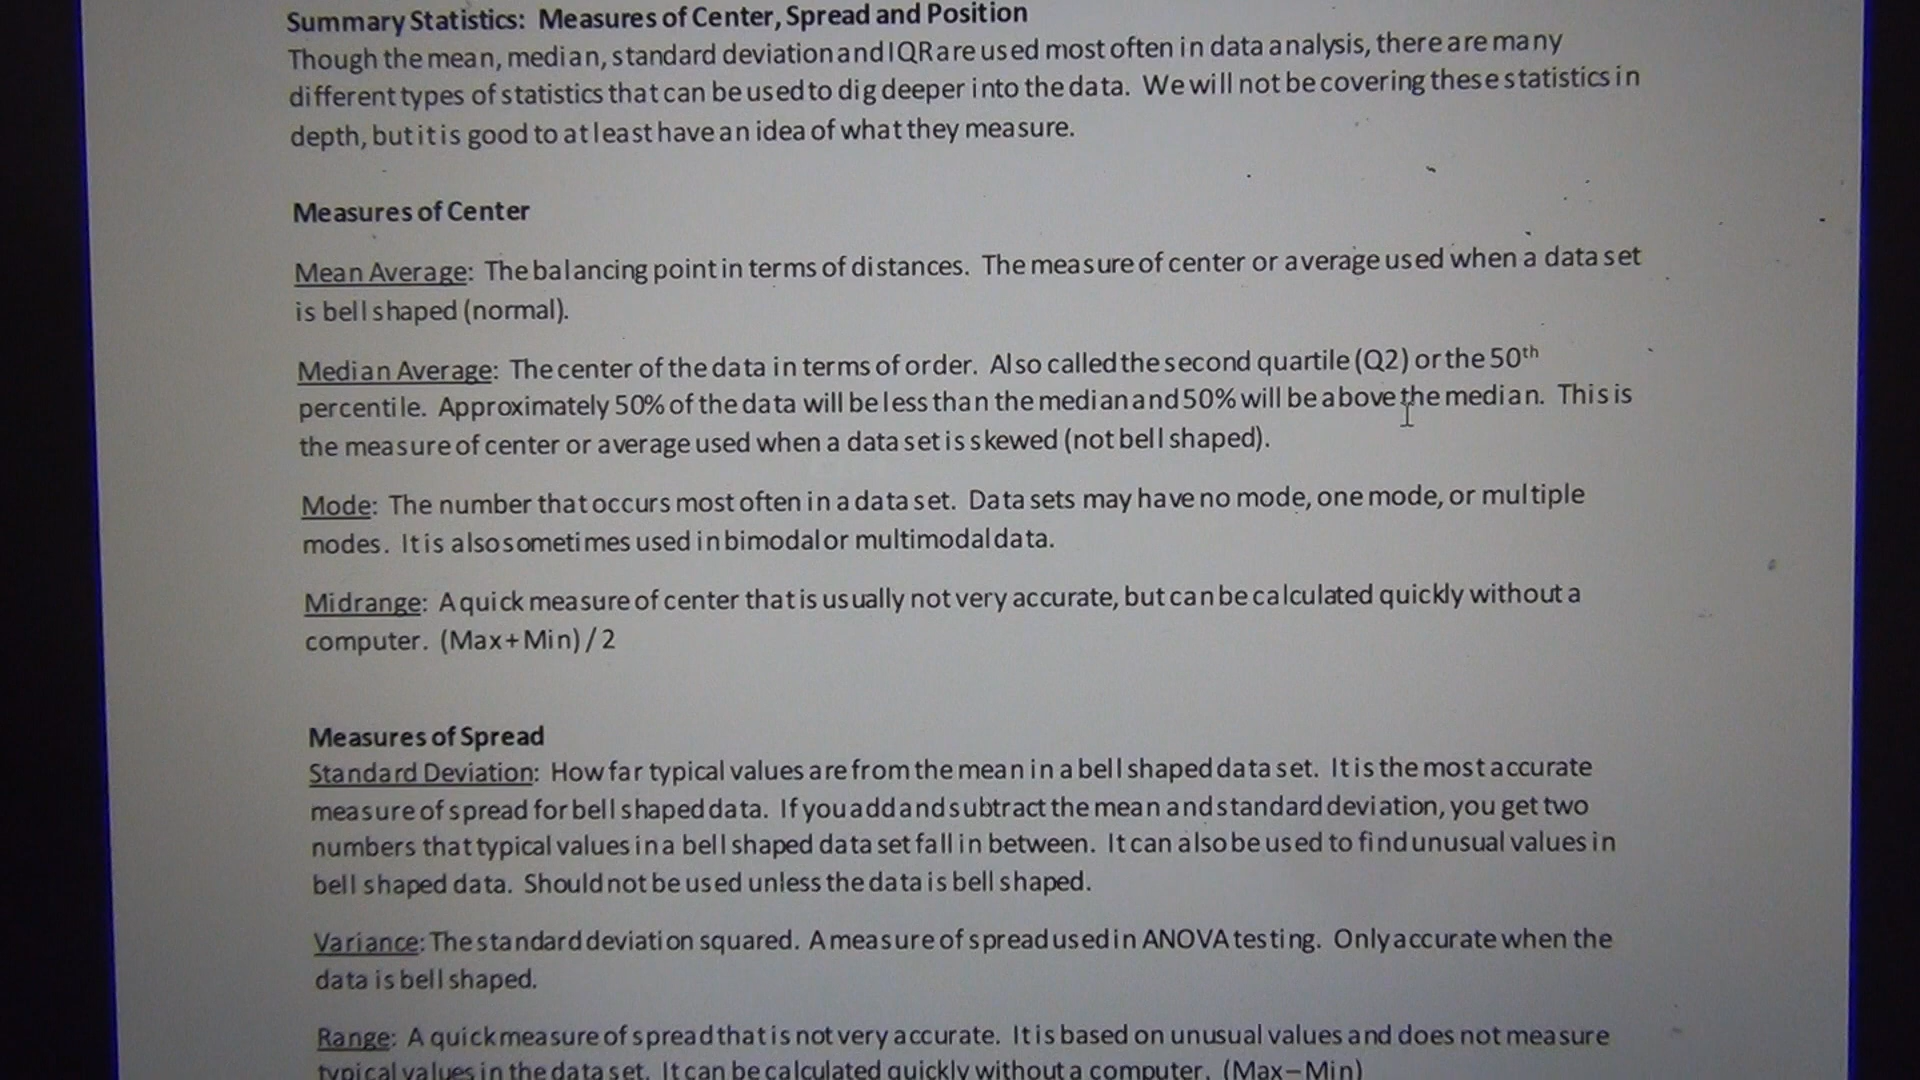 Summary Statistics: Measures of Center, Spread and Position
Though the mean, median, standard deviation and IQR are used most often in data analysis, there are many
different types of statistics that can be used to dig deeper into the data. We will not be covering these statistics in
depth, but it is good to at least have an idea of what they measure.
Measures of Center
Mean Average: The balancing point in terms of distances. The measure of center or average used when a data set
is bell shaped (normal).
Median Average: The center of the data in terms of order. Also called the second quartile (Q2) or the 50th
percentile. Approximately 50% of the data will be less than the median and 50% will be above the median. This is
the measure of center or average used when a data set is skewed (not bell shaped).
Mode: The number that occurs most often in a data set. Data sets may have no mode, one mode, or multiple
modes. It is also sometimes used in bimodal or multimodal data.
Midrange: A quick measure of center that is usually not very accurate, but can be calculated quickly without a
computer. (Max+Min)/2
Measures of Spread
Standard Deviation: How far typical values are from the mean in a bell shaped data set. It is the most accurate
measure of spread for bell shaped data. If you add and subtract the mean and standard deviation, you get two
numbers that typical values in a bell shaped data set fall in between. It can also be used to find unusual values in
bell shaped data. Should not be used unless the data is bell shaped.
Variance: The standard deviation squared. A measure of spread used in ANOVA testing. Only accurate when the
data is bell shaped.
Range: A quick measure of spread that is not very accurate. It is based on unusual values and does not measure
typical values in the data set. It can be calculated quickly without a computer. (Max–Min)